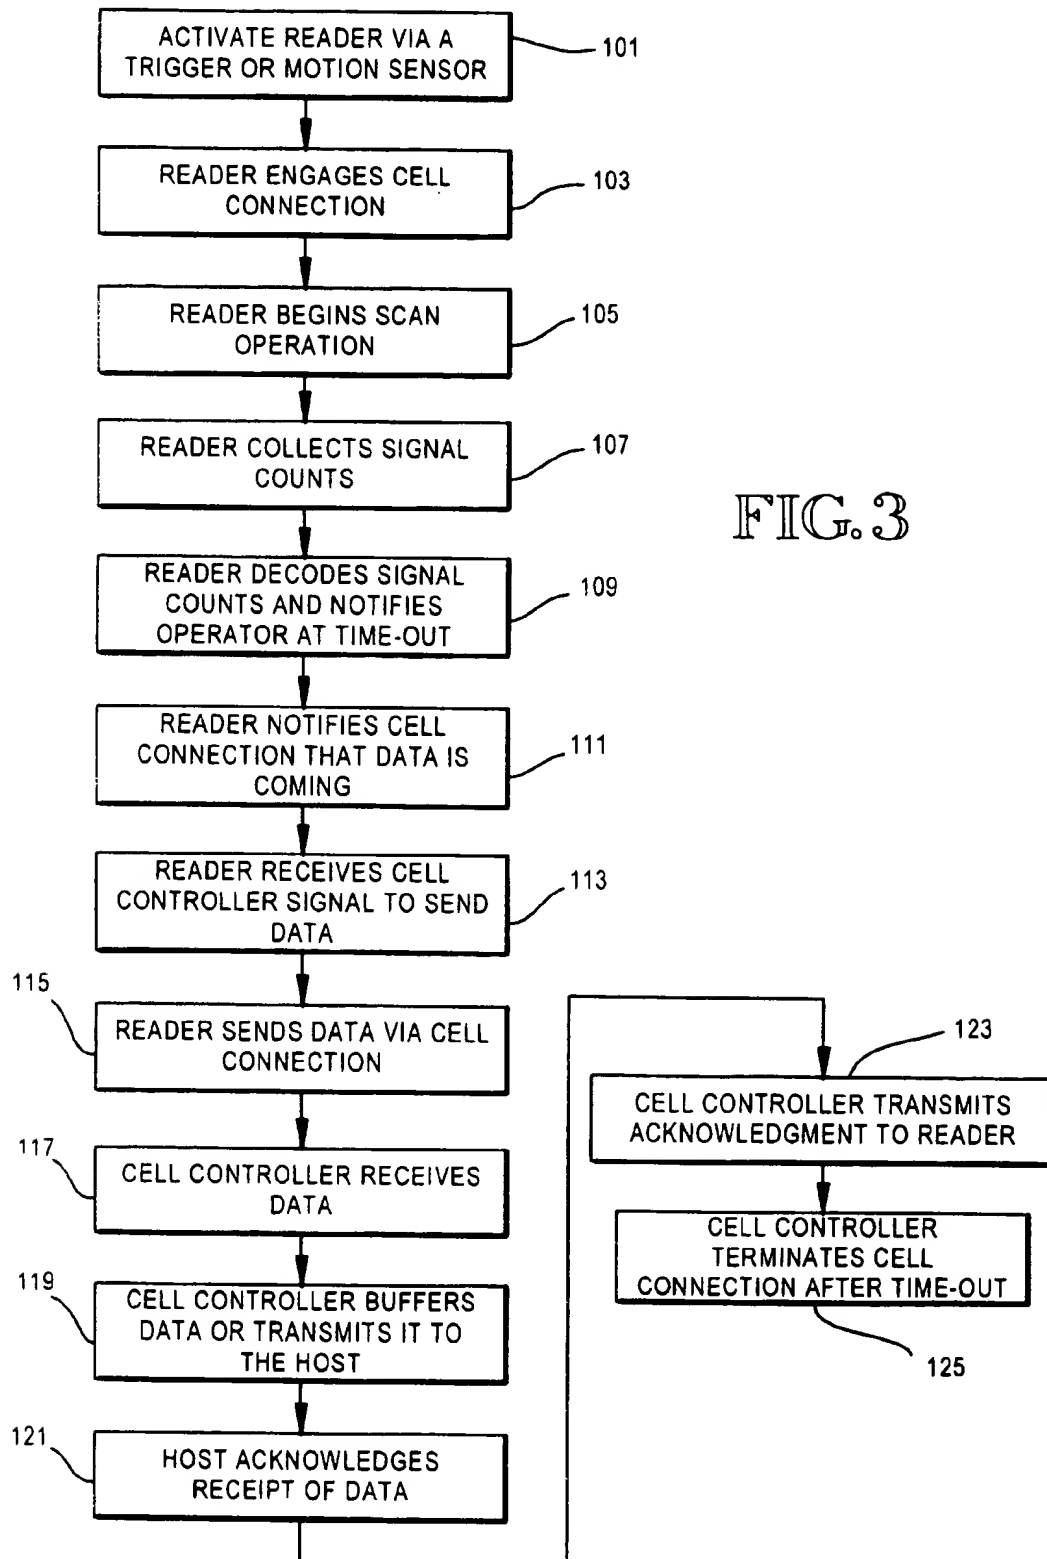 ACTIVATE READER VIA A
TRIGGER OR MOTION SENSOR
101
READER ENGAGES CELL
CONNECTION
103
READER BEGINS SCAN
OPERATION
105
READER COLLECTS SIGNAL
COUNTS
107
FIG. 3
READER DECODES SIGNAL
COUNTS AND NOTIFIES
OPERATOR AT TIME-OUT
109
READER NOTIFIES CELL
CONNECTION THAT DATA IS
COMING
111
READER RECEIVES CELL
CONTROLLER SIGNAL TO SEND
DATA
113
115
READER SENDS DATA VIA CELL
CONNECTION
117
CELL CONTROLLER RECEIVES
DATA
119
CELL CONTROLLER BUFFERS
DATA OR TRANSMITS IT TO
THE HOST
121
HOST ACKNOWLEDGES
RECEIPT OF DATA
123
CELL CONTROLLER TRANSMITS
ACKNOWLEDGMENT TO READER
CELL CONTROLLER
TERMINATES CELL
CONNECTION AFTER TIME-OUT
125